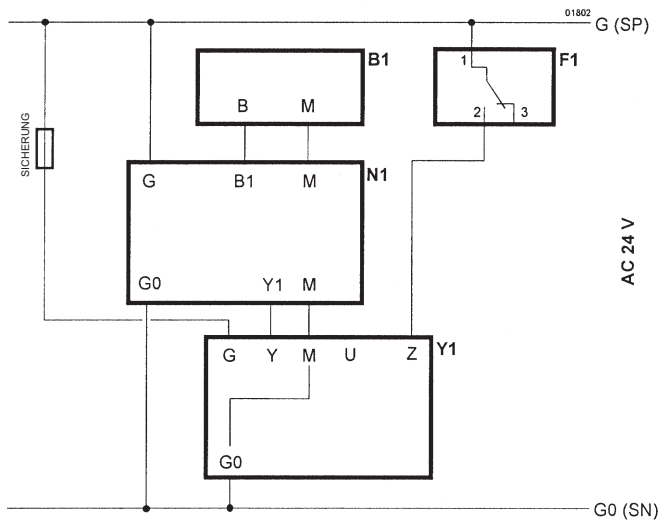 01802
G (SP)
B1
1
F1
B M
2 3
SICHERUNG
G B1 M
N1
AC 24 V
G0 Y1 M
G Y M U Z
Y1
G0
G0 (SN)